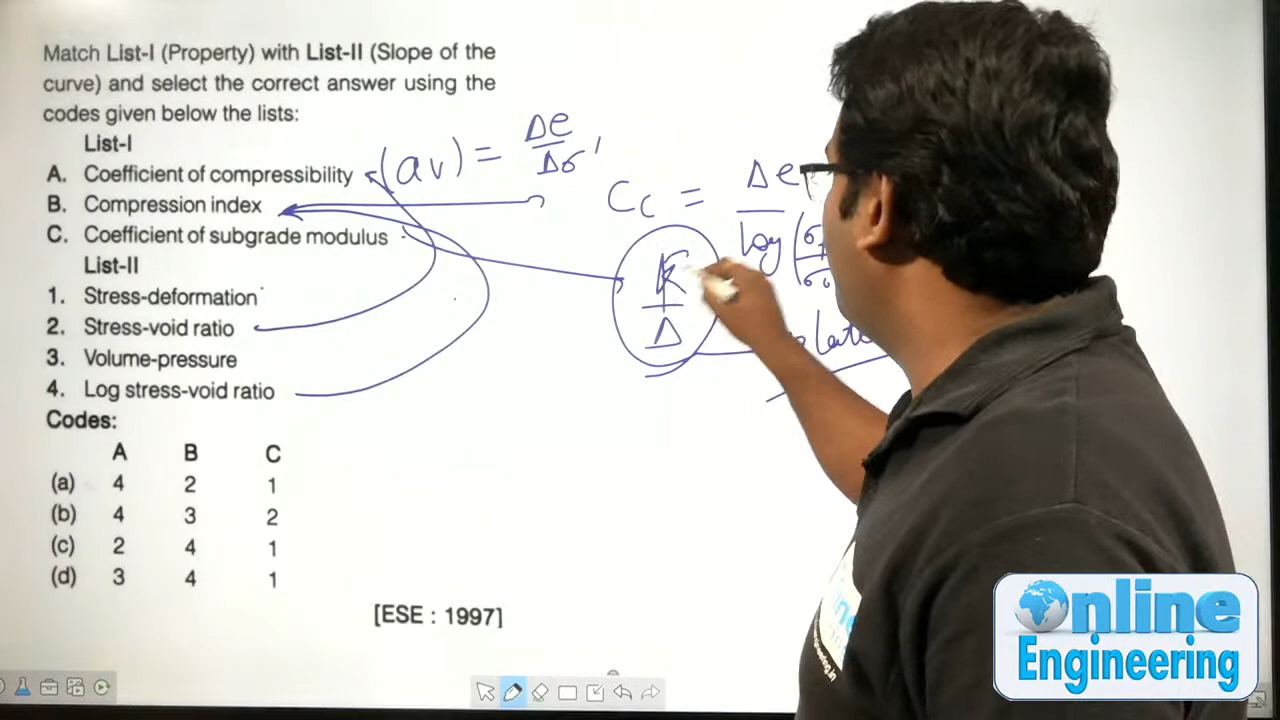 Match List-I (Property) with List-II (Slope of the
curve) and select the correct answer using the
codes given below the lists:
List-I
A. Coefficient of compressibility
(av) = Δe / Δσ'
B. Compression index
Cc = Δe / log (σ / σ0
C. Coefficient of subgrade modulus
List-II
1. Stress-deformation
2. Stress-void ratio
Δ
3. Volume-pressure
4. Log stress-void ratio
Codes:
A B C
(a) 4 2 1
(b) 4 3 2
(c) 2 4 1
(d) 3 4 1
[ESE : 1997]
Online
Engineering